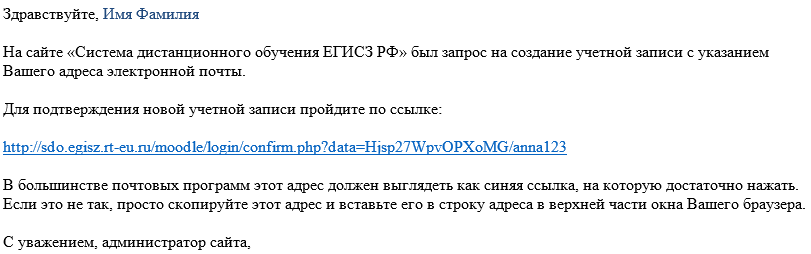 Здравствуйте, Имя Фамилия
На сайте «Система дистанционного обучения ЕГИСЗ РФ» был запрос на создание учетной записи с указанием
Вашего адреса электронной почты.
Для подтверждения новой учетной записи пройдите по ссылке:
http://sdo.egisz.rt-eu.ru/moodle/login/confirm.php?data=Hjsp27WpvOPXoMG/anna123
В большинстве почтовых программ этот адрес должен выглядеть как синяя ссылка, на которую достаточно нажать.
Если это не так, просто скопируйте этот адрес и вставьте его в строку адреса в верхней части окна Вашего браузера.
С уважением, администратор сайта,